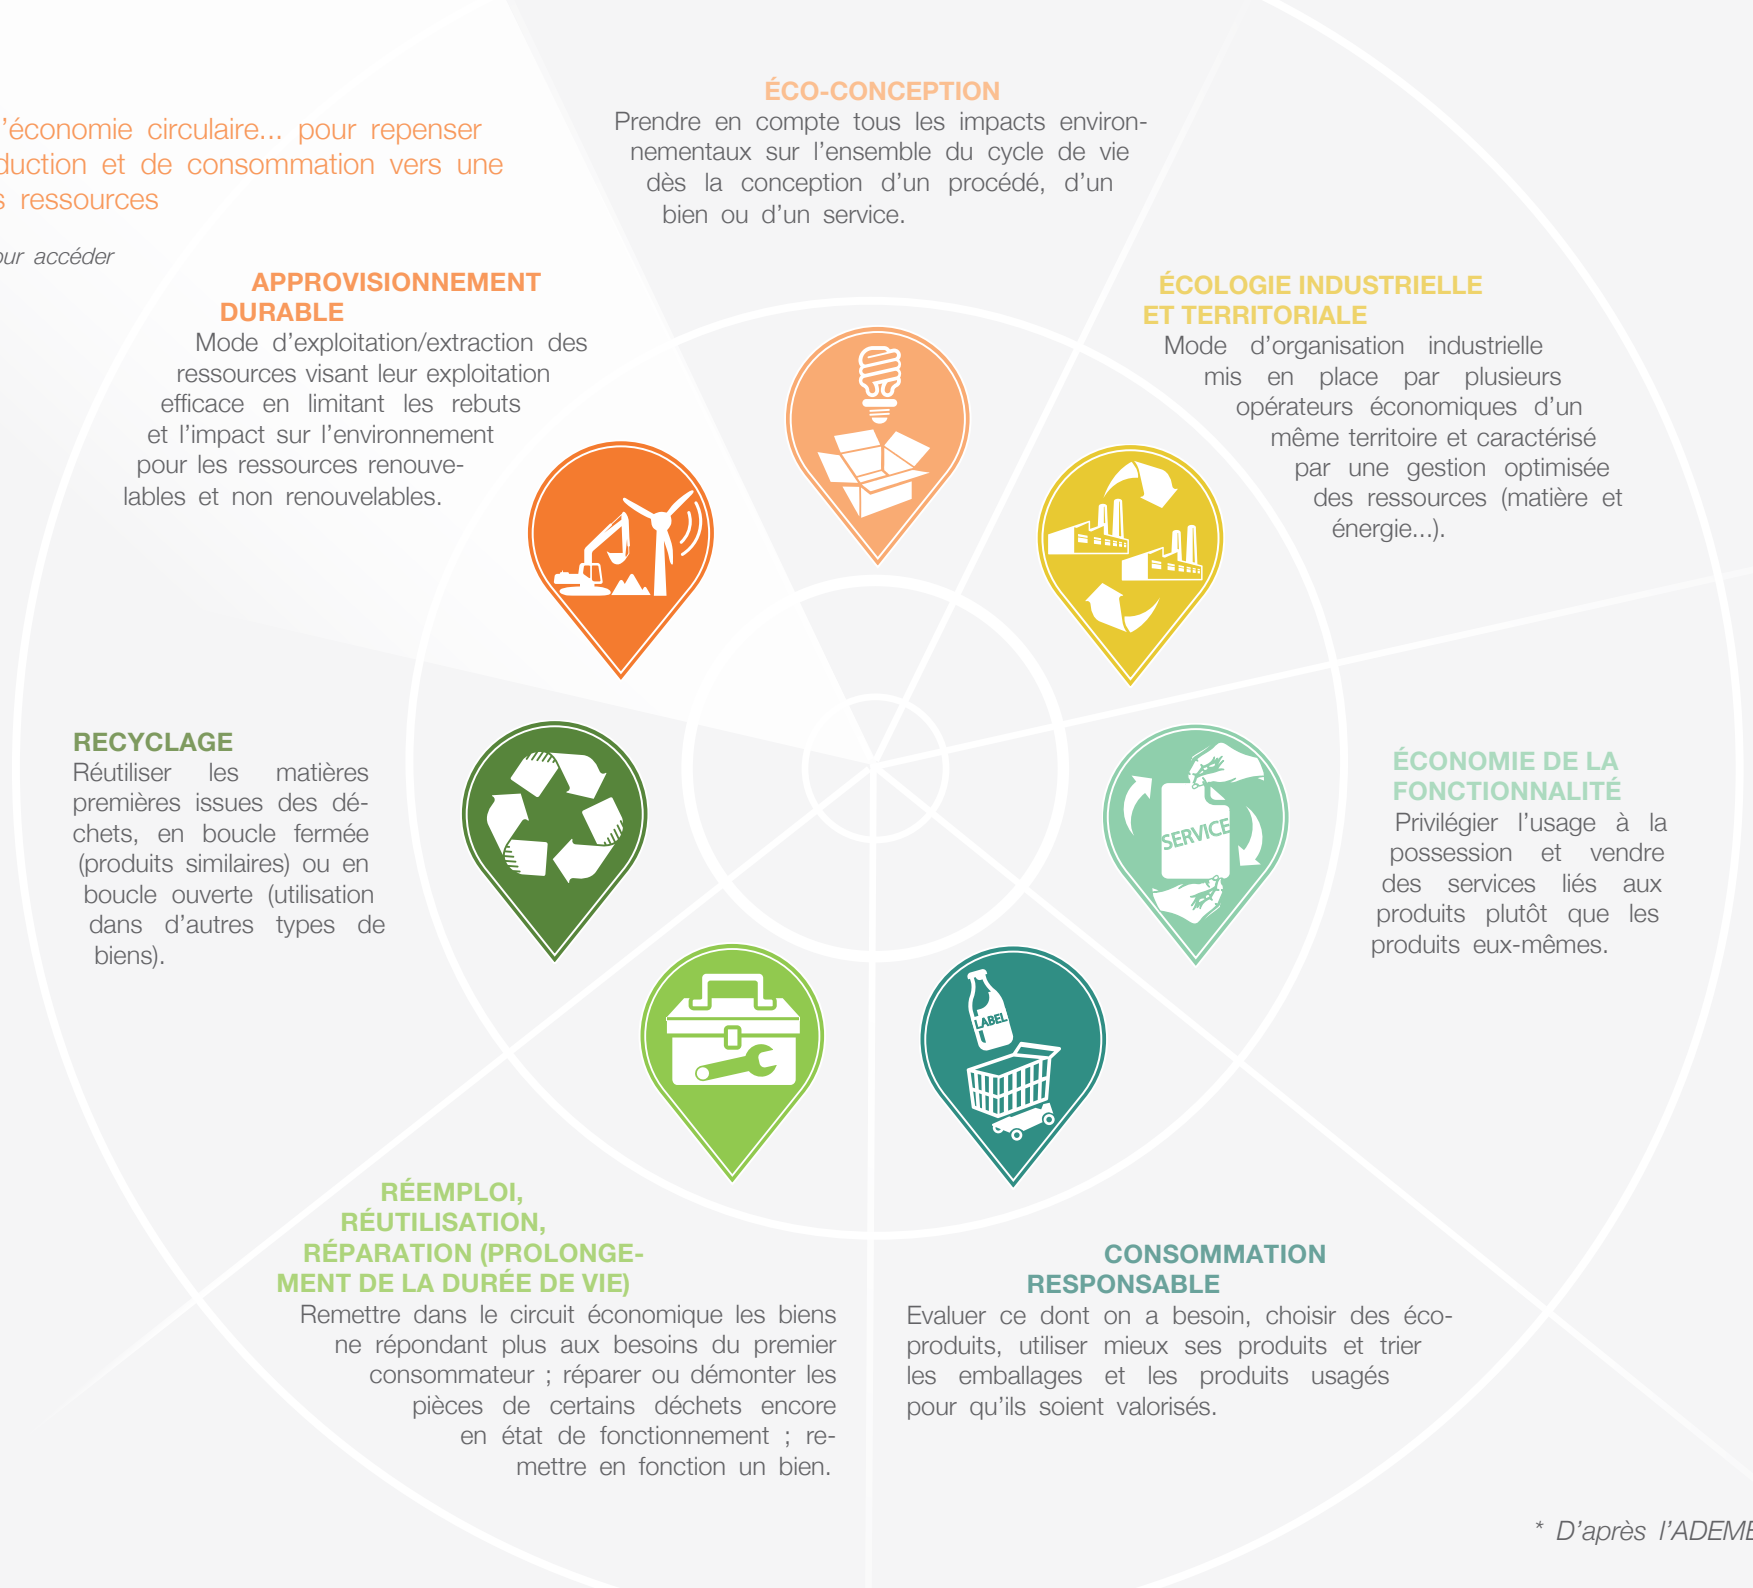 'économie circulaire... pour repenser
duction et de consommation vers une
s ressources
our accéder
ÉCO-CONCEPTION
Prendre en compte tous les impacts environ-
nementaux sur l'ensemble du cycle de vie
dès la conception d'un procédé, d'un
bien ou d'un service.
APPROVISIONNEMENT
DURABLE
Mode d'exploitation/extraction des
ressources visant leur exploitation
efficace en limitant les rebuts
et l'impact sur l'environnement
pour les ressources renouve-
lables et non renouvelables.
ÉCOLOGIE INDUSTRIELLE
ET TERRITORIALE
Mode d'organisation industrielle
mis en place par plusieurs
opérateurs économiques d'un
même territoire et caractérisé
par une gestion optimisée
des ressources (matière et
énergie...).
RECYCLAGE
Réutiliser les matières
premières issues des dé-
chets, en boucle fermée
(produits similaires) ou en
boucle ouverte (utilisation
dans d'autres types de
biens).
SERVICE
ÉCONOMIE DE LA
FONCTIONNALITÉ
Privilégier l'usage à la
possession et vendre
des services liés aux
produits plutôt que les
produits eux-mêmes.
LABEL
RÉEMPLOI,
RÉUTILISATION,
RÉPARATION (PROLONGE-
MENT DE LA DURÉE DE VIE)
Remettre dans le circuit économique les biens
ne répondant plus aux besoins du premier
consommateur ; réparer ou démonter les
pièces de certains déchets encore
en état de fonctionnement ; re-
mettre en fonction un bien.
CONSOMMATION
RESPONSABLE
Evaluer ce dont on a besoin, choisir des éco-
produits, utiliser mieux ses produits et trier
les emballages et les produits usagés
pour qu'ils soient valorisés.
* D'après l'ADEME